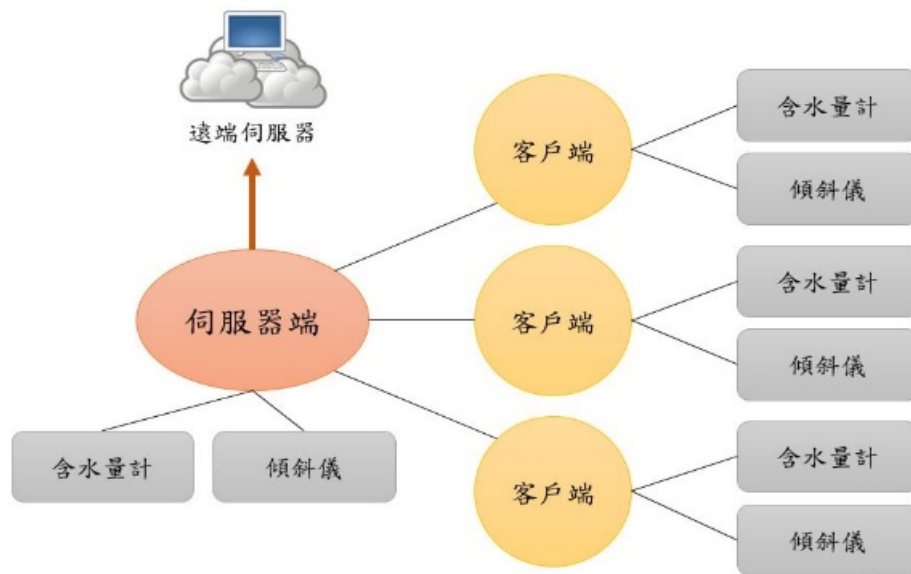 遠端伺服器
客戶端
含水量計
傾斜儀
伺服器端
客戶端
含水量計
傾斜儀
含水量計
傾斜儀
客戶端
含水量計
傾斜儀